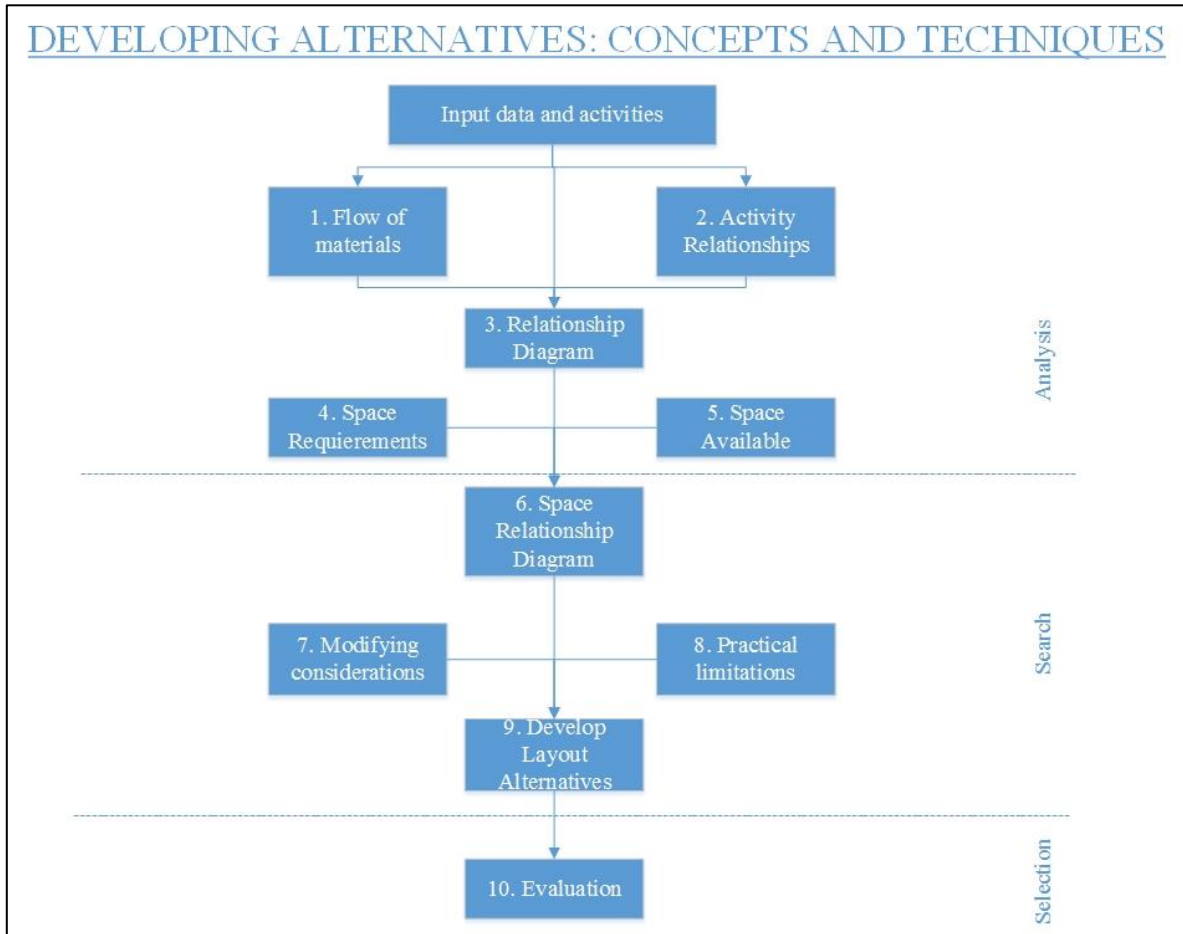 DEVELOPING ALTERNATIVES: CONCEPTS AND TECHNIQUES
Input data and activities
1. Flow of
materials
2. Activity
Relationships
3. Relationship
Diagram
Analysis
4. Space
Requierements
5. Space
Available
6. Space
Relationship
Diagram
7. Modifying
considerations
8. Practical
limitations
Search
9. Develop
Layout
Alternatives
10. Evaluation
Selection